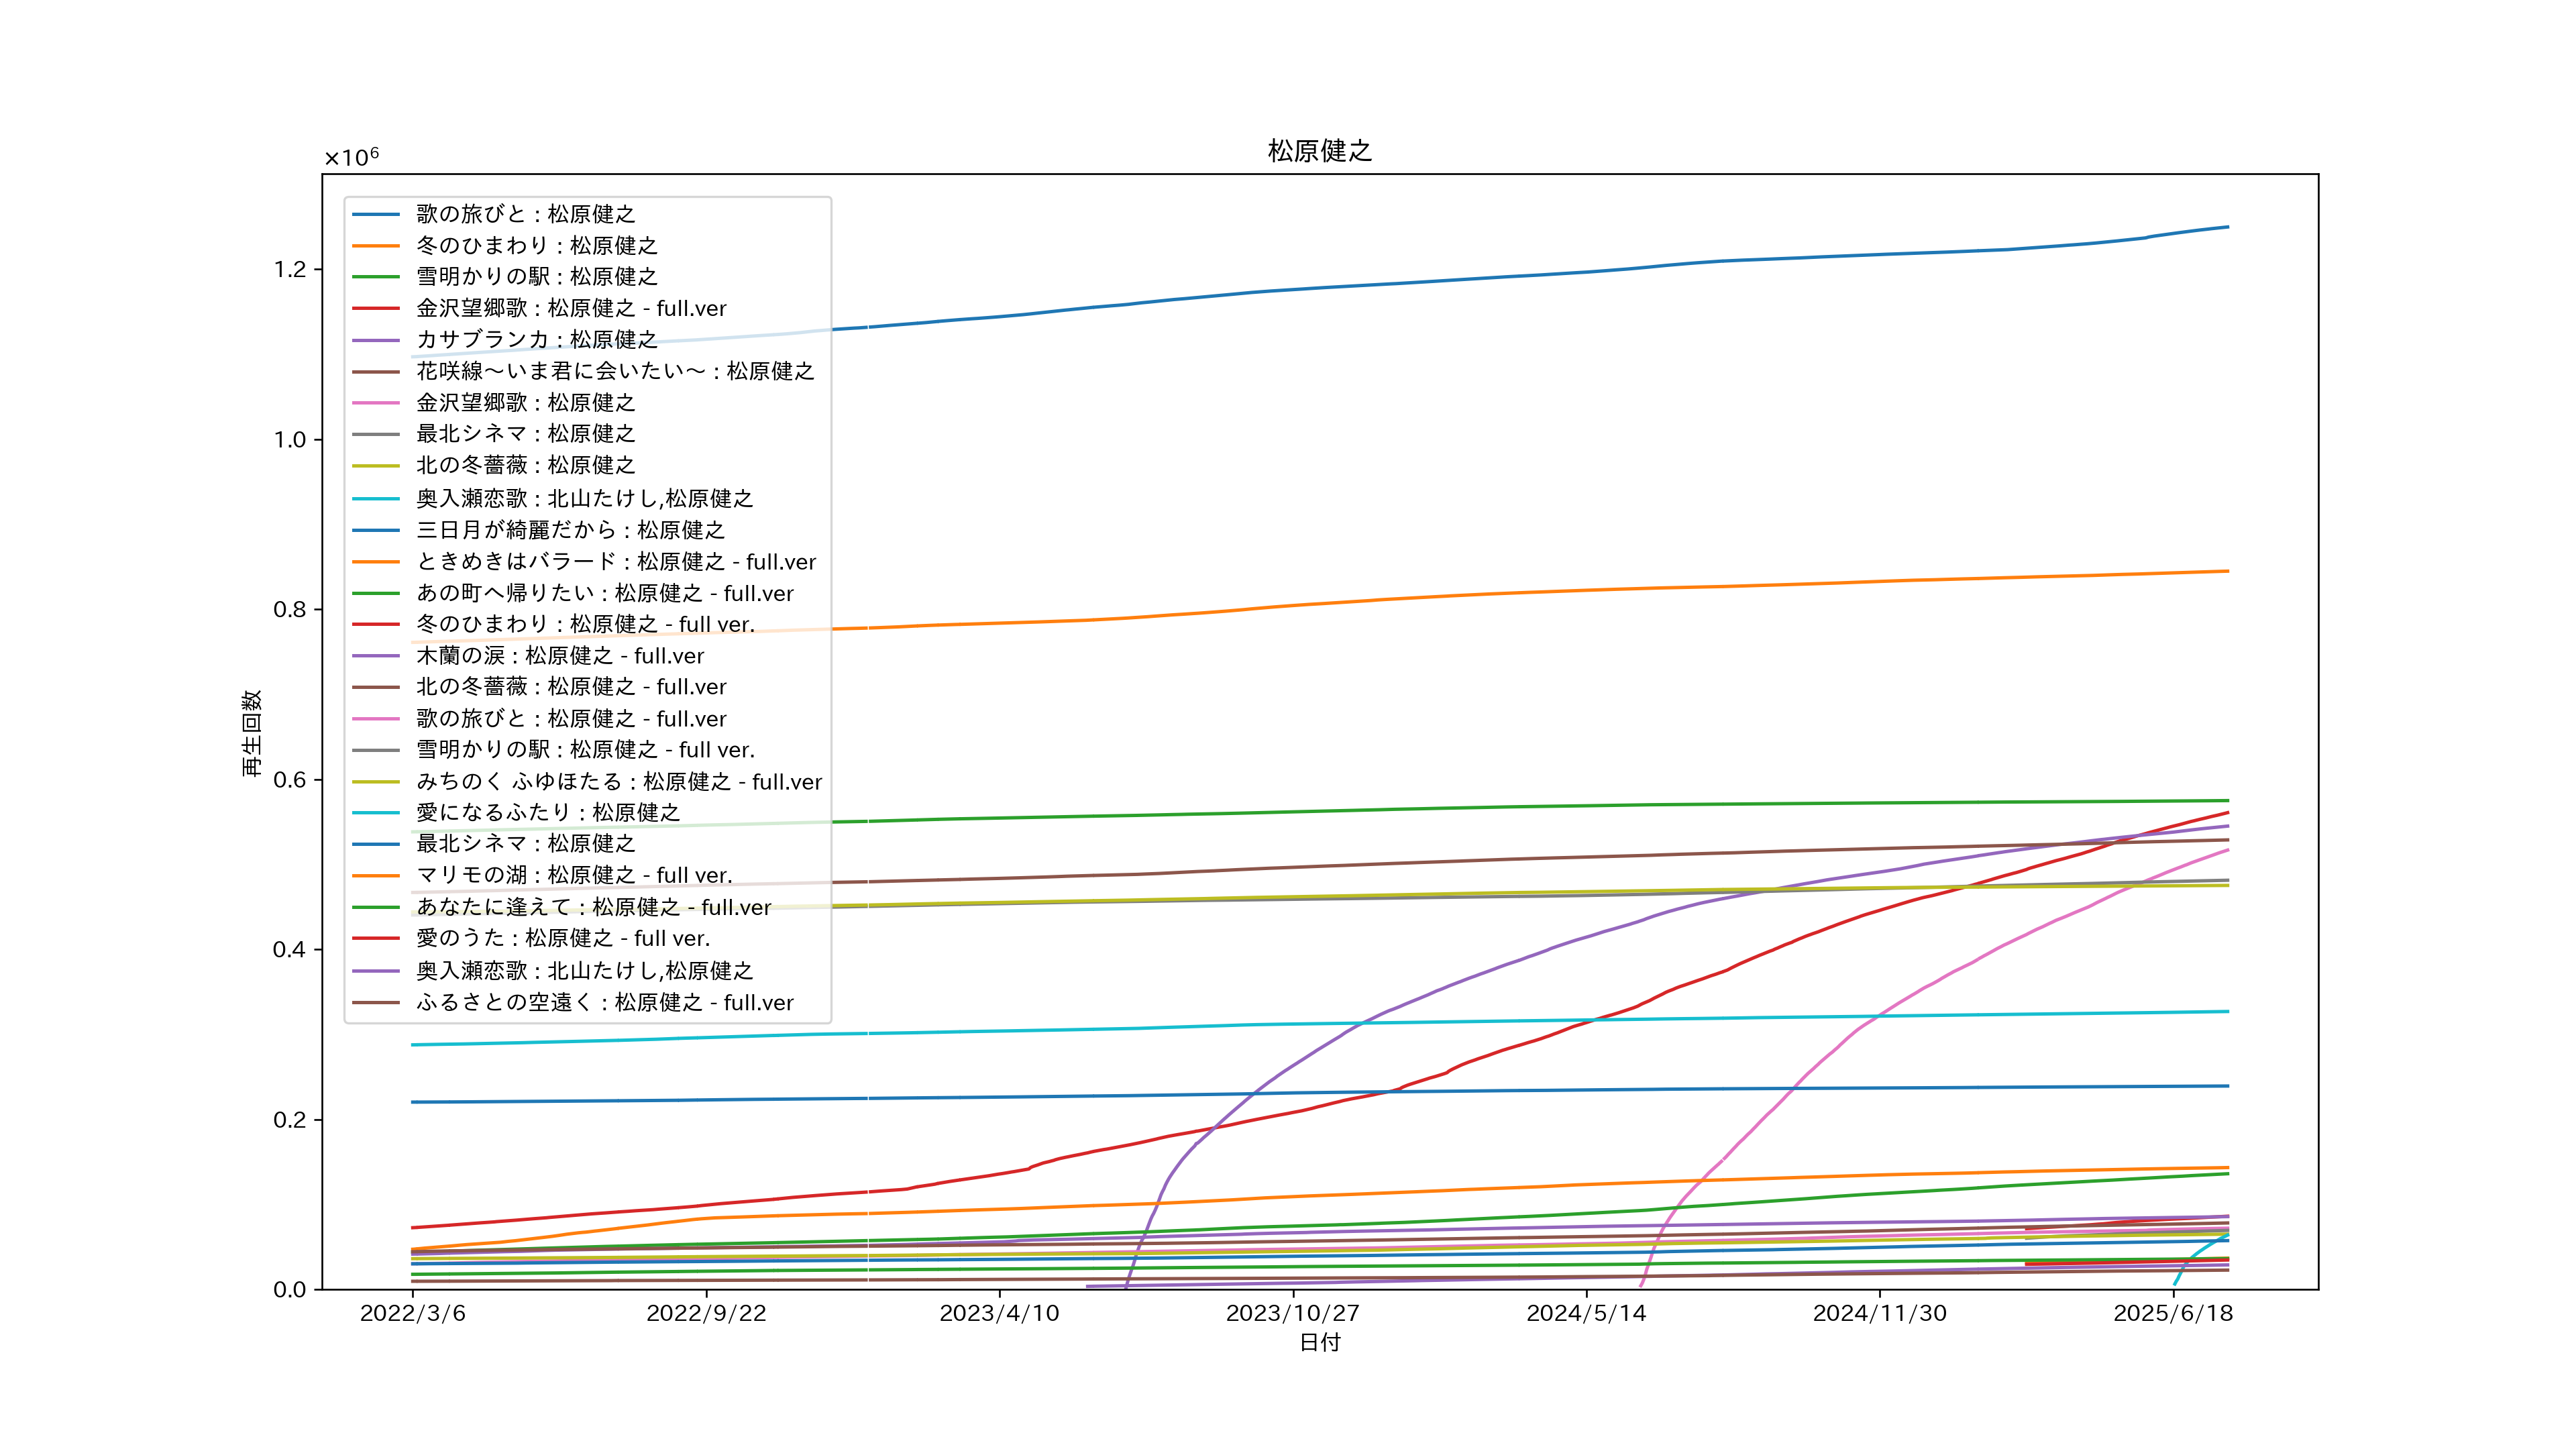 松原健之
×10⁶
歌の旅びと : 松原健之
冬のひまわり : 松原健之
雪明かりの駅 : 松原健之
金沢望郷歌 : 松原健之 - full.ver
カサブランカ : 松原健之
花咲線～いま君に会いたい～ : 松原健之
金沢望郷歌 : 松原健之
最北シネマ : 松原健之
北の冬薔薇 : 松原健之
奥入瀬恋歌 : 北山たけし,松原健之
三日月が綺麗だから : 松原健之
ときめきはバラード : 松原健之 - full.ver
あの町へ帰りたい : 松原健之 - full.ver
冬のひまわり : 松原健之 - full ver.
木蘭の涙 : 松原健之 - full.ver
北の冬薔薇 : 松原健之 - full.ver
歌の旅びと : 松原健之 - full.ver
雪明かりの駅 : 松原健之 - full ver.
みちのく ふゆほたる : 松原健之 - full.ver
愛になるふたり : 松原健之
最北シネマ : 松原健之
マリモの湖 : 松原健之 - full ver.
あなたに逢えて : 松原健之 - full.ver
愛のうた : 松原健之 - full ver.
奥入瀬恋歌 : 北山たけし,松原健之
ふるさとの空遠く : 松原健之 - full.ver
1.2
1.0
0.8
0.6
0.4
0.2
0.0
再生回数
2022/3/6 2022/9/22 2023/4/10 2023/10/27 2024/5/14 2024/11/30 2025/6/18
日付